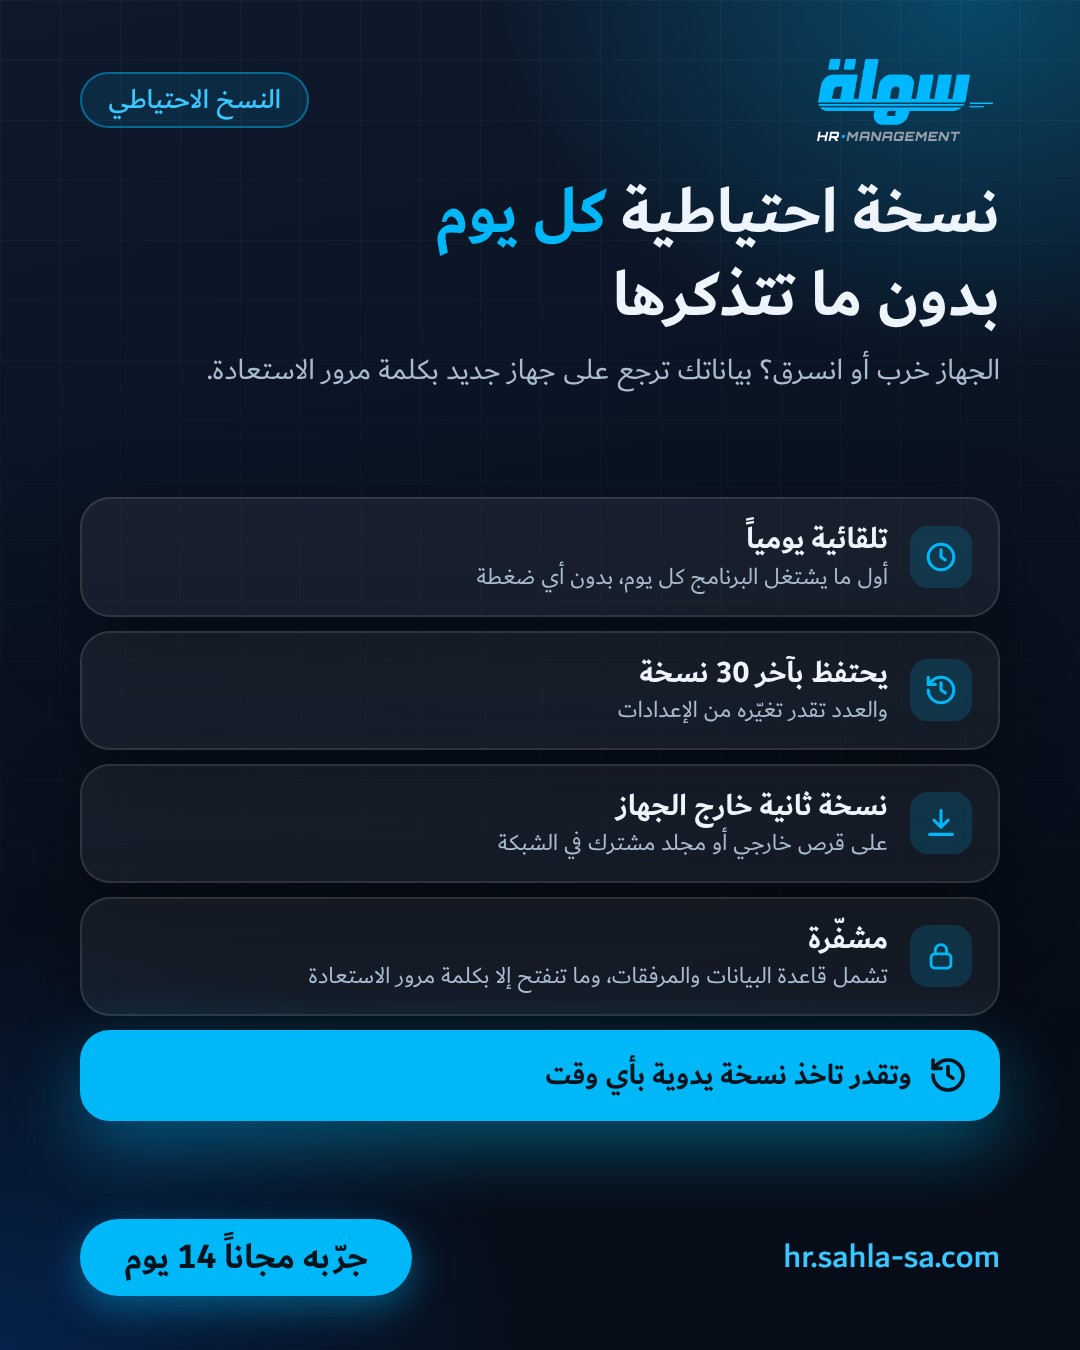 سهلة
HR·MANAGEMENT
النسخ الاحتياطي
نسخة احتياطية كل يوم
بدون ما تتذكرها
الجهاز خرب أو انسرق؟ بياناتك ترجع على جهاز جديد بكلمة مرور الاستعادة.
تلقائية يومياً
أول ما يشتغل البرنامج كل يوم، بدون أي ضغطة
يحتفظ بآخر 30 نسخة
والعدد تقدر تغيّره من الإعدادات
نسخة ثانية خارج الجهاز
على قرص خارجي أو مجلد مشترك في الشبكة
مشفّرة
تشمل قاعدة البيانات والمرفقات، وما تنفتح إلا بكلمة مرور الاستعادة
وتقدر تاخذ نسخة يدوية بأي وقت
hr.sahla-sa.com
جرّبه مجاناً 14 يوم